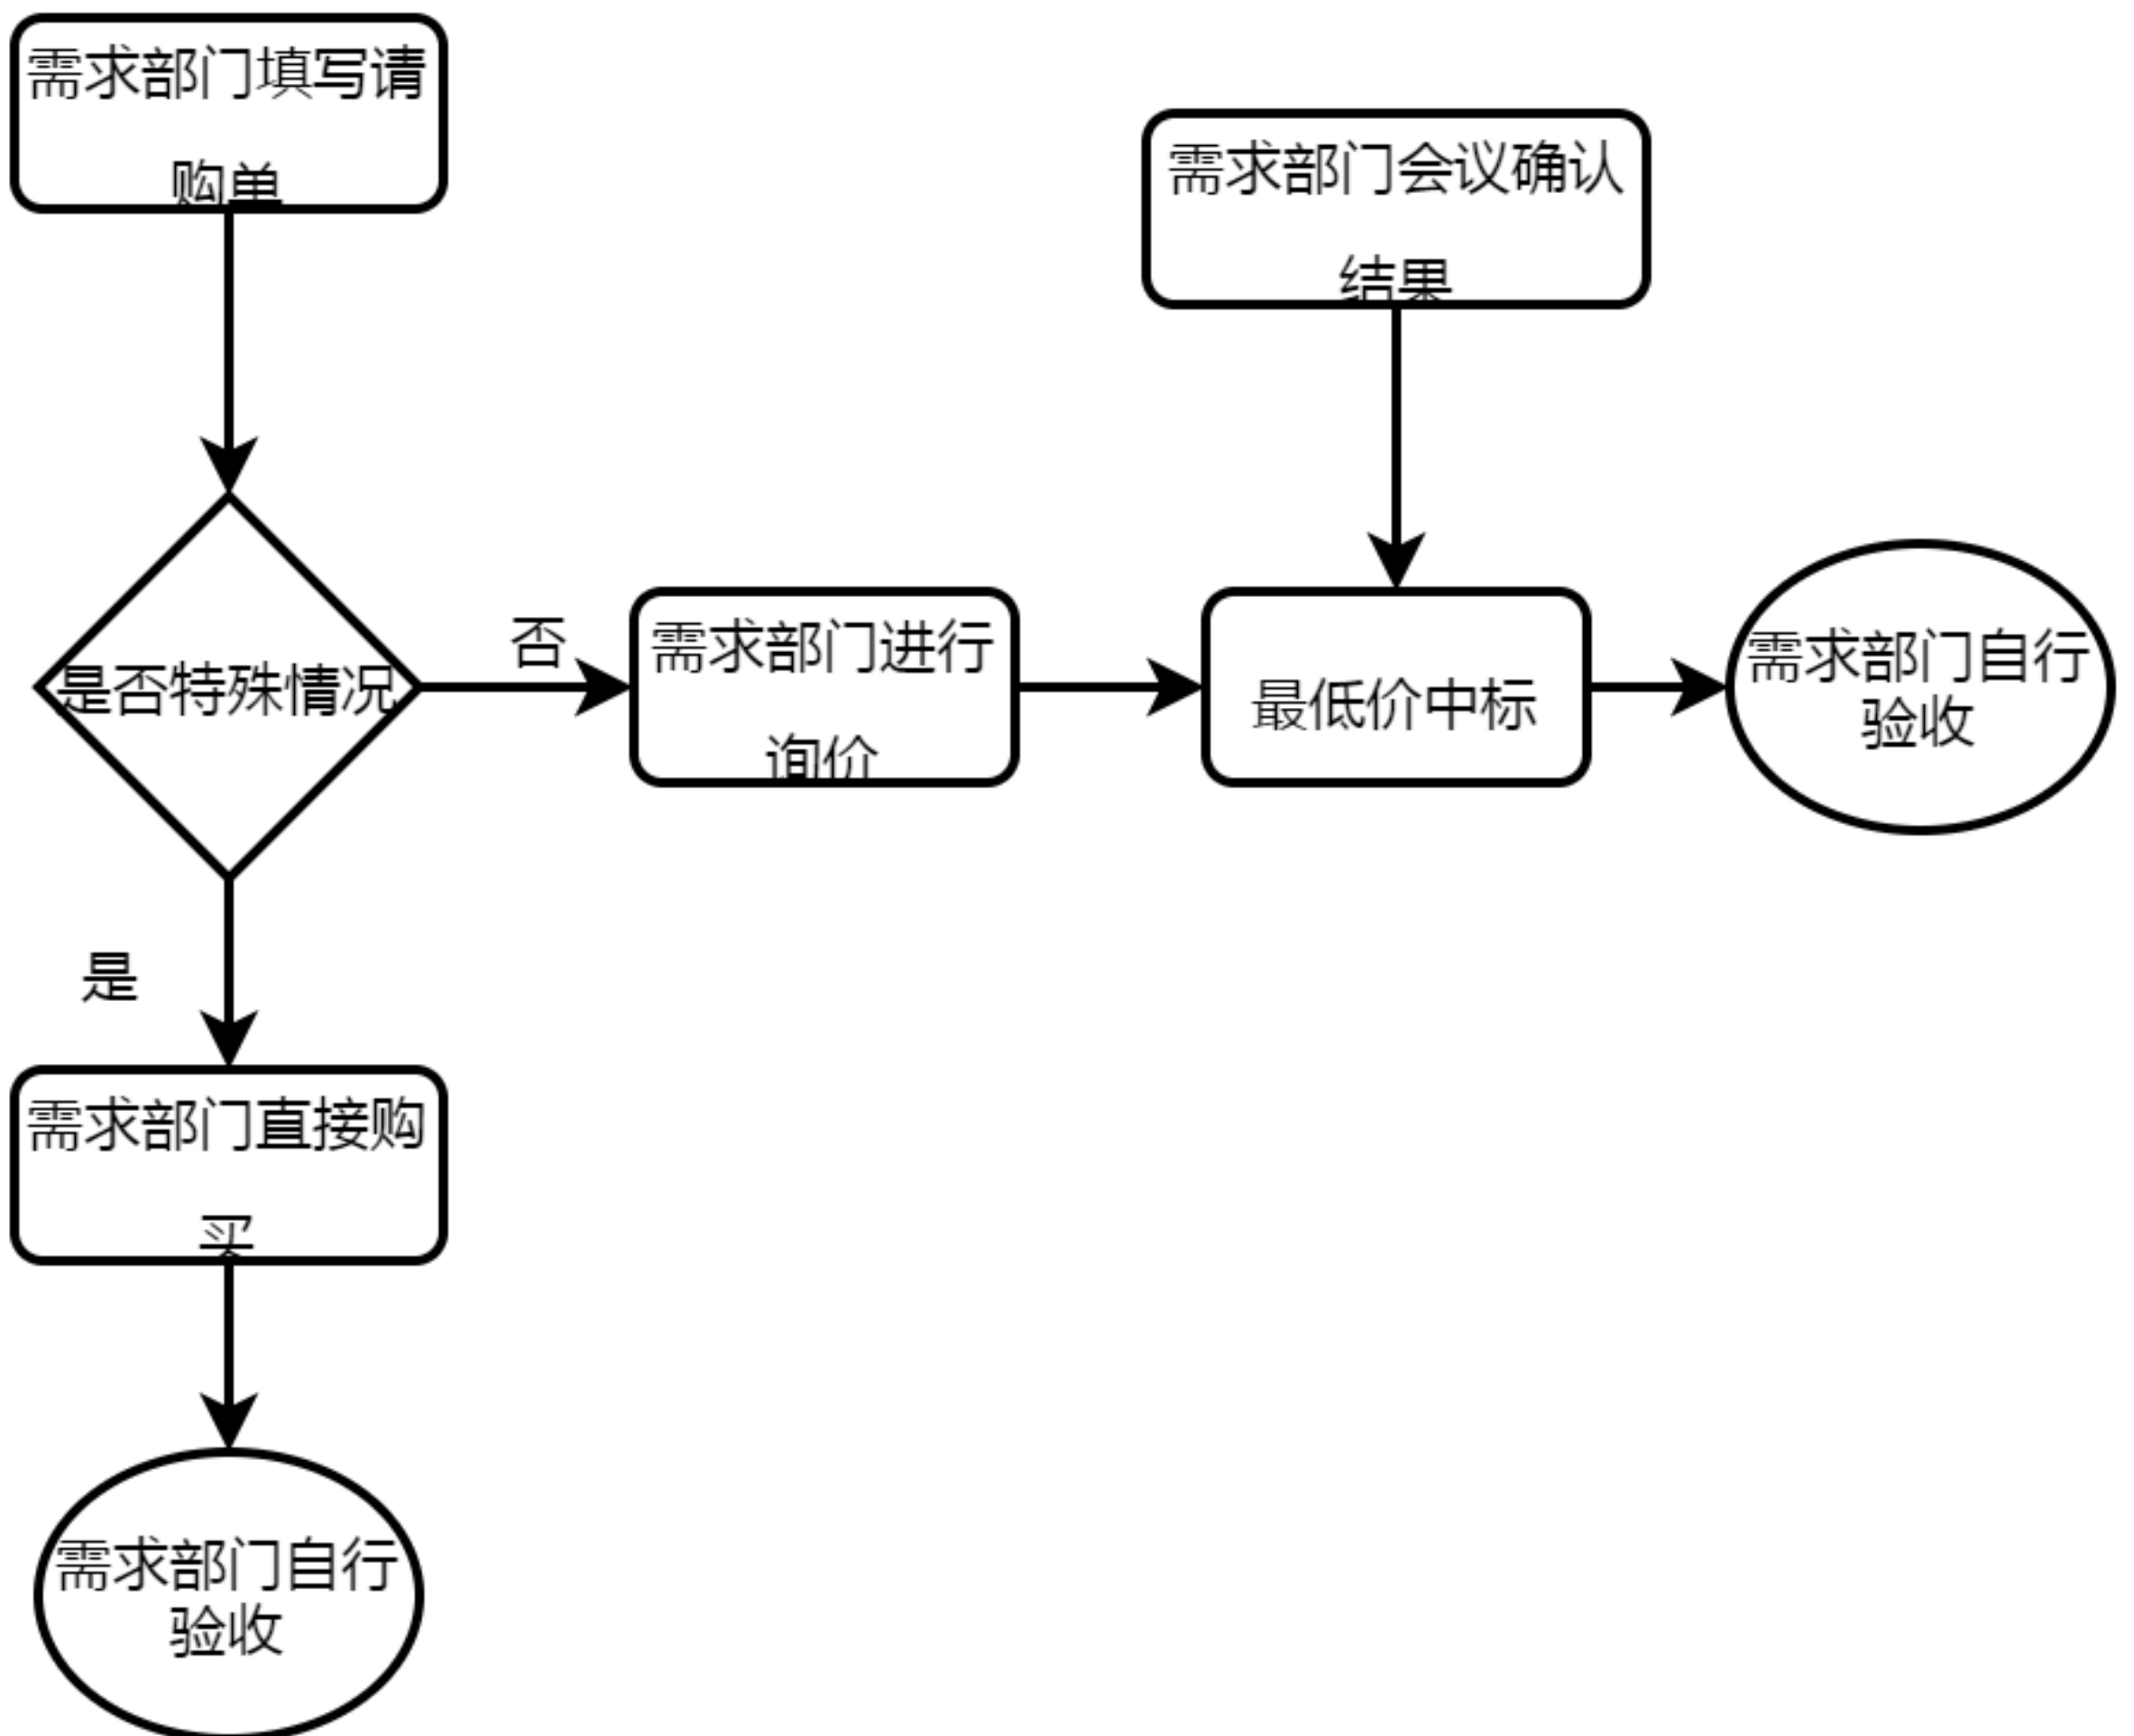 需求部门填写请
购单
需求部门会议确认
结果
是否特殊情况
否
需求部门进行
询价
最低价中标
需求部门自行
验收
是
需求部门直接购
买
需求部门自行
验收